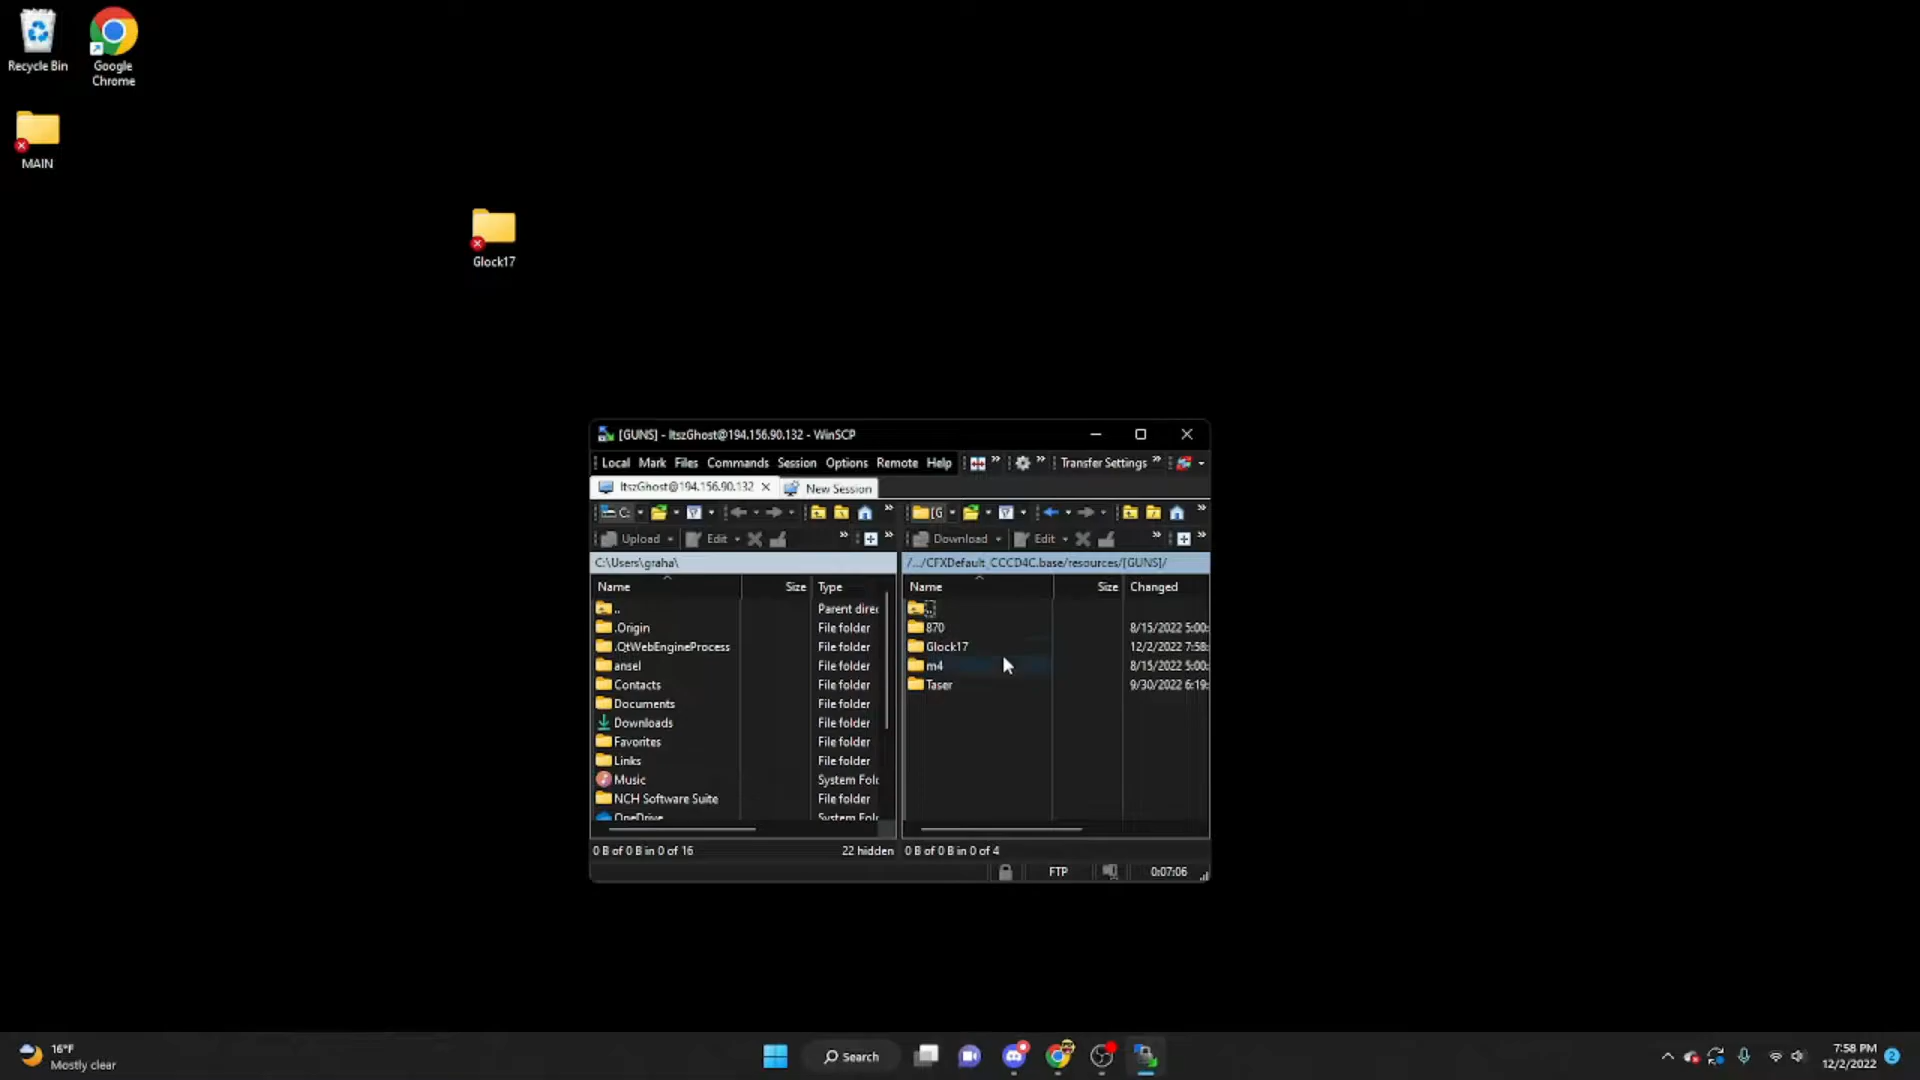 Recycle Bin
Google Chrome
MAIN
Glock17
[GUNS] - ItszGhost@194.156.90.132 - WinSCP
Local Mark Files Commands Session Options Remote Help Transfer Settings
ItszGhost@194.156.90.132 New Session
C: [G
Upload Edit Download Edit
C:\Users\graha\ /.../CFXDefault_CCCD4C.base/resources/[GUNS]/
Name Size Type Name Size Changed
.. Parent direc ..
.Origin File folder 870 8/15/2022 5:00:
.QtWebEngineProcess File folder Glock17 12/2/2022 7:58:
ansel File folder m4 8/15/2022 5:00:
Contacts File folder Taser 9/30/2022 6:19:
Documents File folder
Downloads File folder
Favorites File folder
Links File folder
Music System Fold
NCH Software Suite File folder
OneDrive System Fold
0 B of 0 B in 0 of 16 22 hidden 0 B of 0 B in 0 of 4
FTP 0:07:06
16°F
Mostly clear
Search
7:58 PM
12/2/2022 2